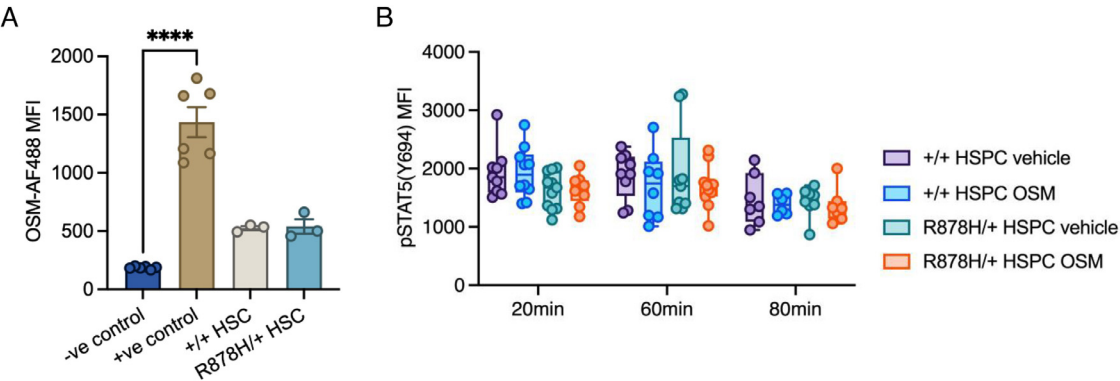 A
****
2000
1500
1000
500
0
OSM-AF488 MFI
-ve control
+ve control
+/+ HSC
R878H/+ HSC
B
4000
3000
2000
1000
0
pSTAT5(Y694) MFI
20min
60min
80min
+/+ HSPC vehicle
+/+ HSPC OSM
R878H/+ HSPC vehicle
R878H/+ HSPC OSM